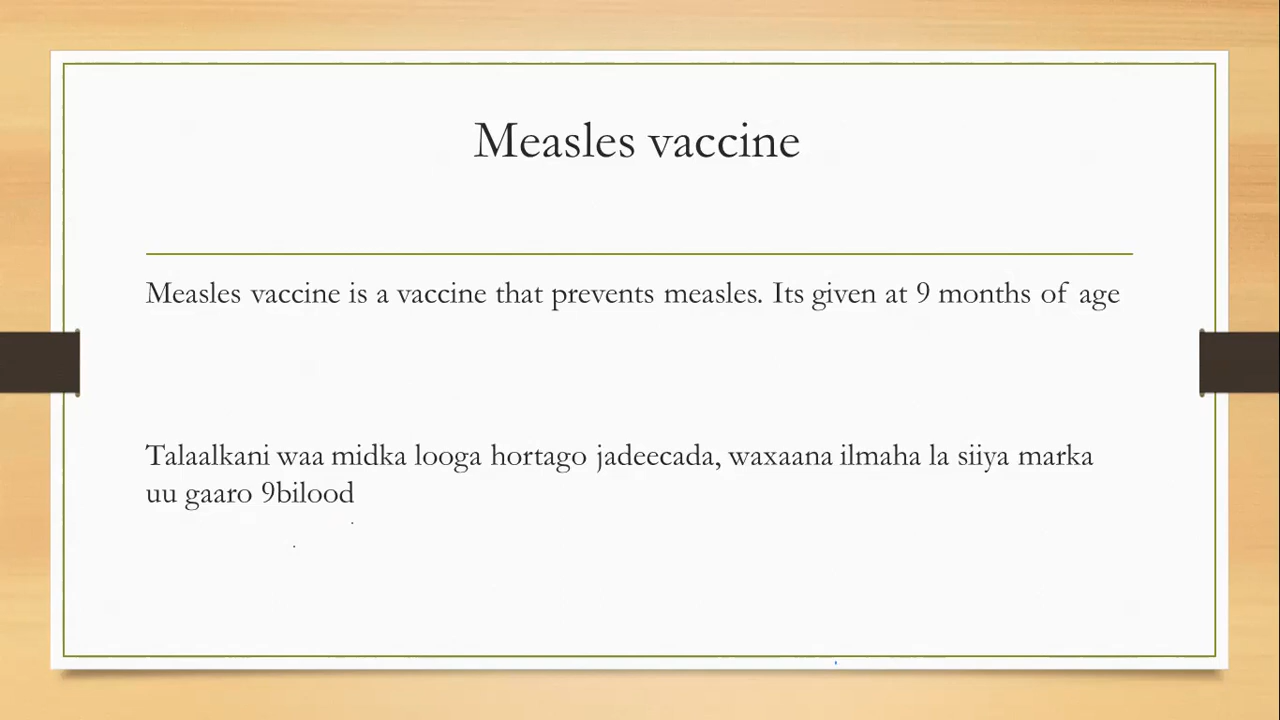 Measles vaccine
Measles vaccine is a vaccine that prevents measles. Its given at 9 months of age
Talaalkani waa midka looga hortago jadeecada, waxaana ilmaha la siiya marka
uu gaaro 9bilood